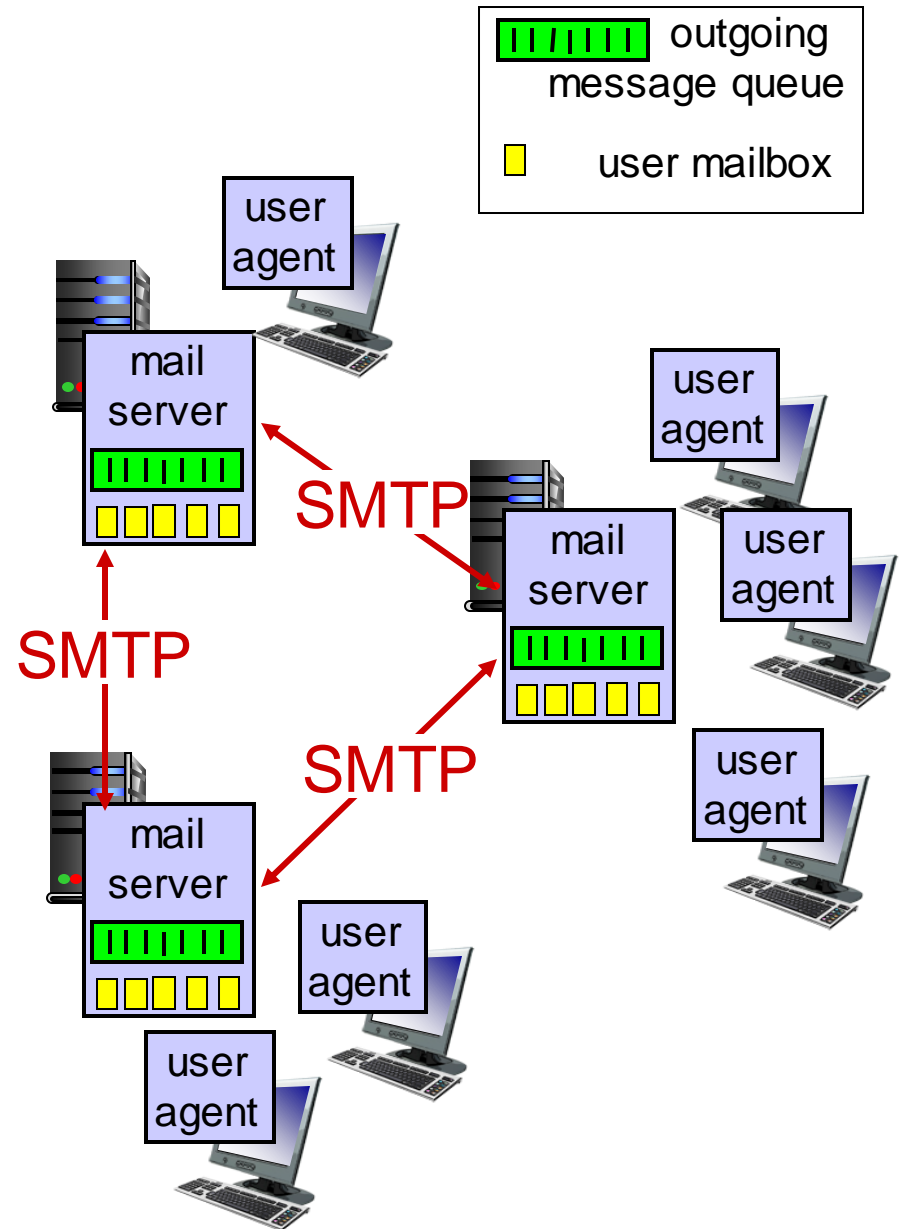 outgoing
message queue
user mailbox
user
agent
mail
server
SMTP
user
agent
mail
server
user
agent
SMTP
SMTP
user
agent
mail
server
user
agent
user
agent